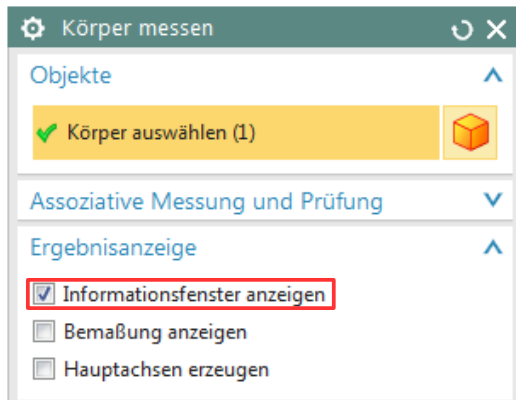 Körper messen
Objekte
Körper auswählen (1)
Assoziative Messung und Prüfung
Ergebnisanzeige
Informationsfenster anzeigen
Bemaßung anzeigen
Hauptachsen erzeugen